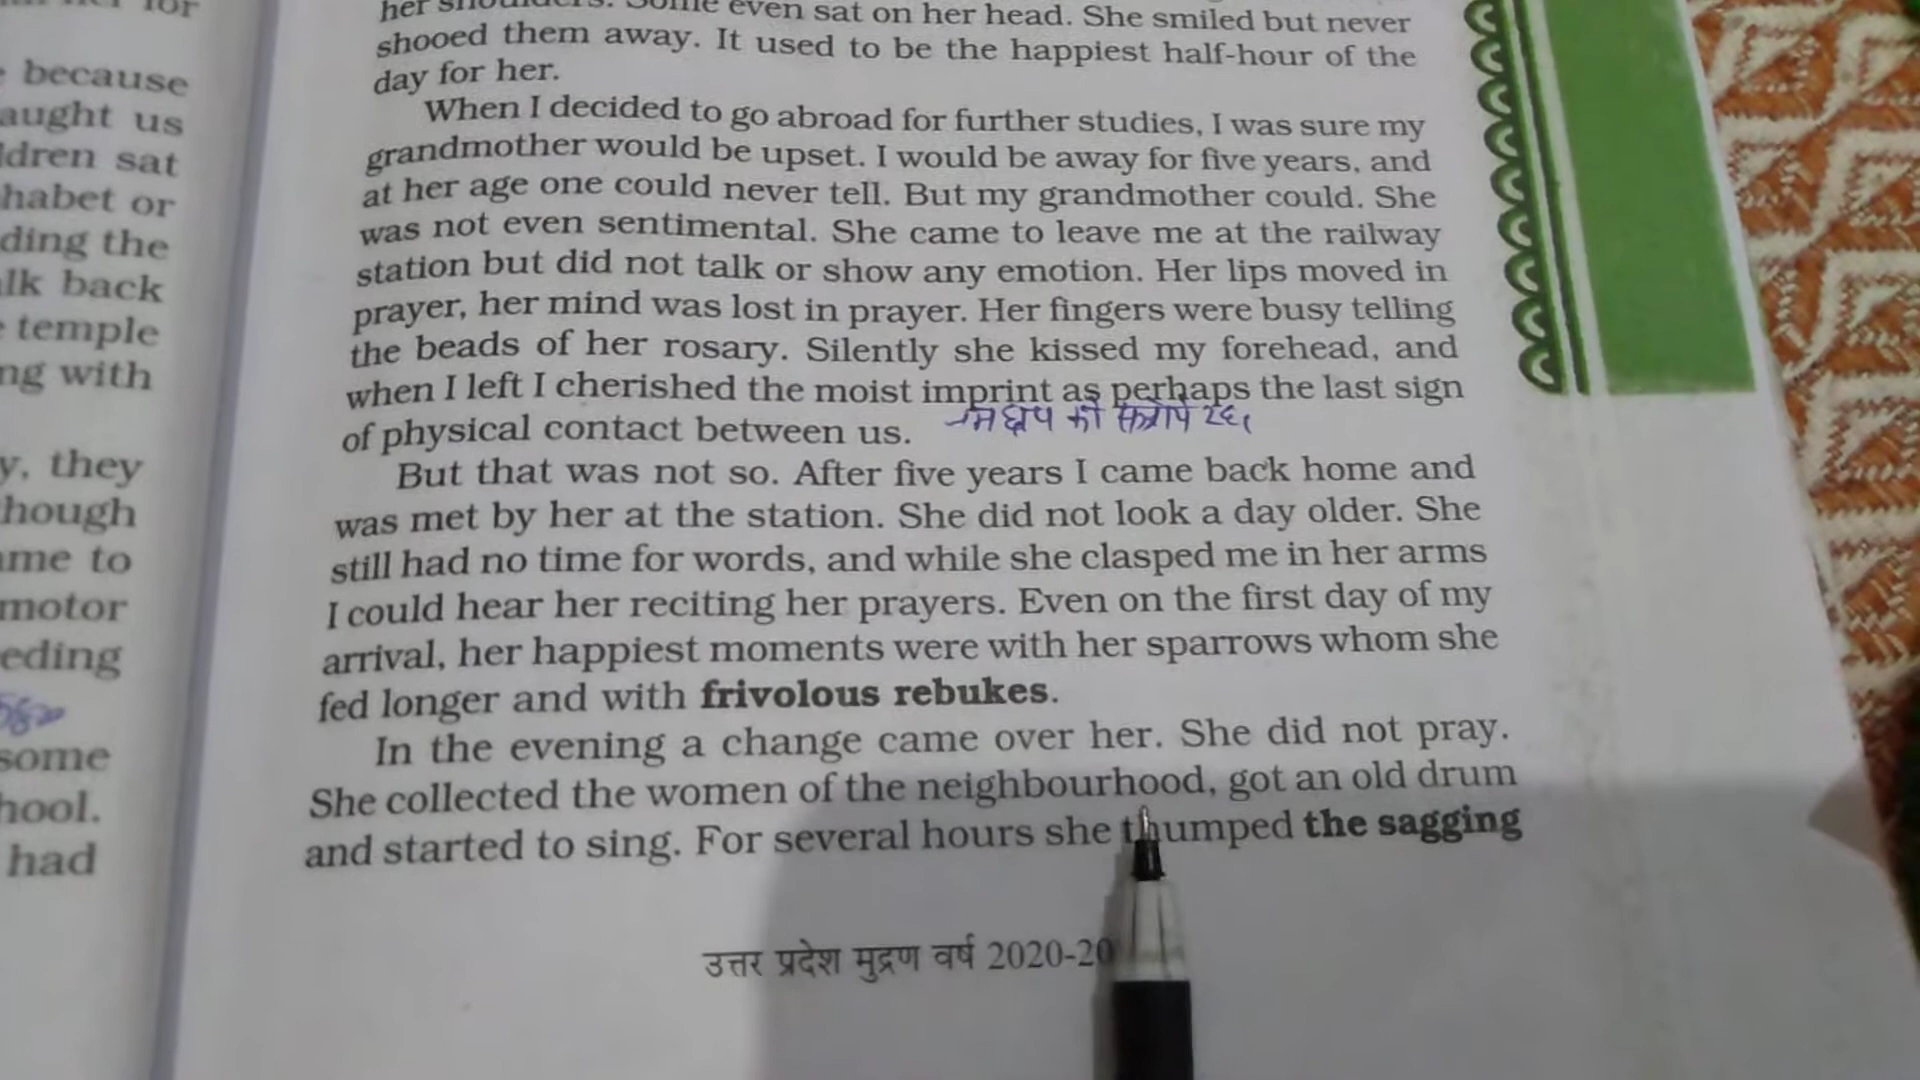 for
because
aught us
ldren sat
habet or
ding the
lk back
temple
ng with
y, they
hough
me to
motor
eding
some
hool.
had
her shoulders. Some even sat on her head. She smiled but never
shooed them away. It used to be the happiest half-hour of the
day for her.
When I decided to go abroad for further studies, I was sure my
grandmother would be upset. I would be away for five years, and
at her age one could never tell. But my grandmother could. She
was not even sentimental. She came to leave me at the railway
station but did not talk or show any emotion. Her lips moved in
prayer, her mind was lost in prayer. Her fingers were busy telling
the beads of her rosary. Silently she kissed my forehead, and
when I left I cherished the moist imprint as perhaps the last sign
of physical contact between us.
But that was not so. After five years I came back home and
was met by her at the station. She did not look a day older. She
still had no time for words, and while she clasped me in her arms
I could hear her reciting her prayers. Even on the first day of my
arrival, her happiest moments were with her sparrows whom she
fed longer and with frivolous rebukes.
In the evening a change came over her. She did not pray.
She collected the women of the neighbourhood, got an old drum
and started to sing. For several hours she thumped the sagging
उत्तर प्रदेश मुद्रण वर्ष 2020-20